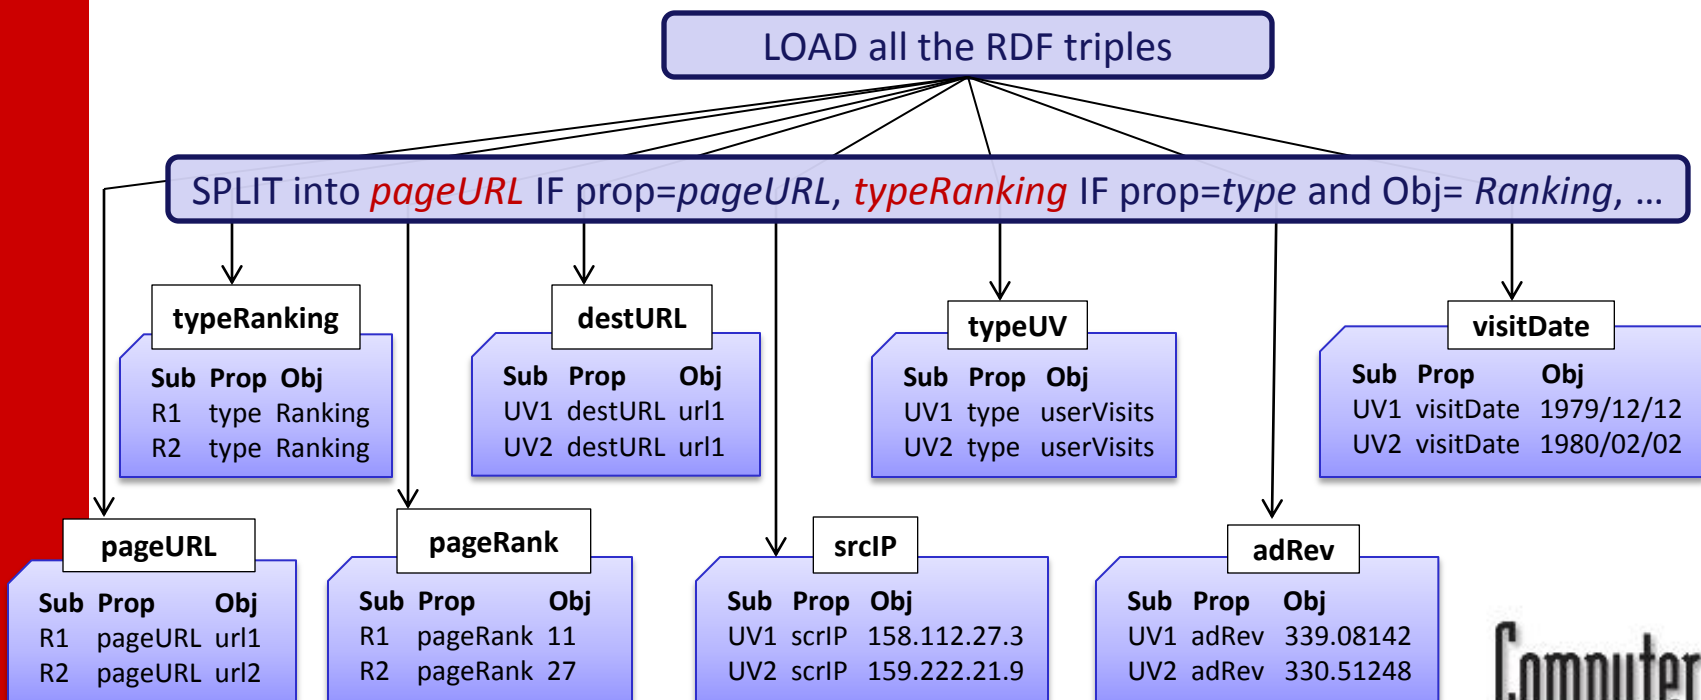 LOAD all the RDF triples
SPLIT into pageURL IF prop=pageURL, typeRanking IF prop=type and Obj= Ranking, ...
typeRanking
Sub Prop Obj
R1 type Ranking
R2 type Ranking
destURL
Sub Prop Obj
UV1 destURL url1
UV2 destURL url1
typeUV
Sub Prop Obj
UV1 type userVisits
UV2 type userVisits
visitDate
Sub Prop Obj
UV1 visitDate 1979/12/12
UV2 visitDate 1980/02/02
pageURL
Sub Prop Obj
R1 pageURL url1
R2 pageURL url2
pageRank
Sub Prop Obj
R1 pageRank 11
R2 pageRank 27
srcIP
Sub Prop Obj
UV1 scrIP 158.112.27.3
UV2 scrIP 159.222.21.9
adRev
Sub Prop Obj
UV1 adRev 339.08142
UV2 adRev 330.51248
Computer